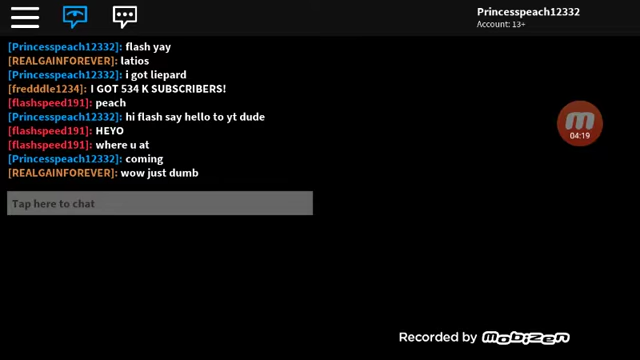 Princesspeach12332
Account: 13+
[Princesspeach12332]: flash yay
[REALGAINFOREVER]: latios
[Princesspeach12332]: i got liepard
[fredddle1234]: I GOT 534 K SUBSCRIBERS!
[flashspeed191]: peach
[Princesspeach12332]: hi flash say hello to yt dude
[flashspeed191]: HEYO
[flashspeed191]: where u at
[Princesspeach12332]: coming
[REALGAINFOREVER]: wow just dumb
Tap here to chat
04:19
Recorded by mobizen